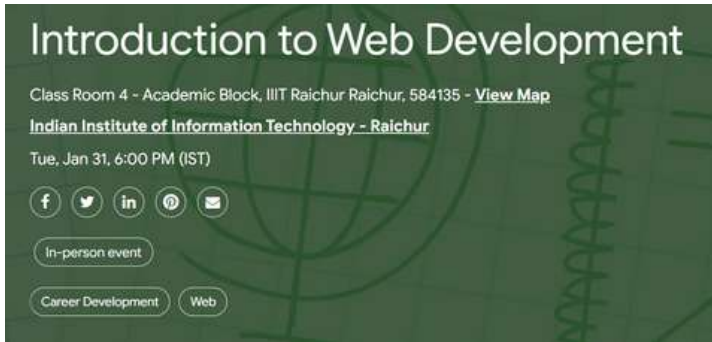 Introduction to Web Development
Class Room 4 - Academic Block, IIIT Raichur Raichur, 584135 - View Map
Indian Institute of Information Technology - Raichur
Tue, Jan 31, 6:00 PM (IST)
In-person event
Career Development Web